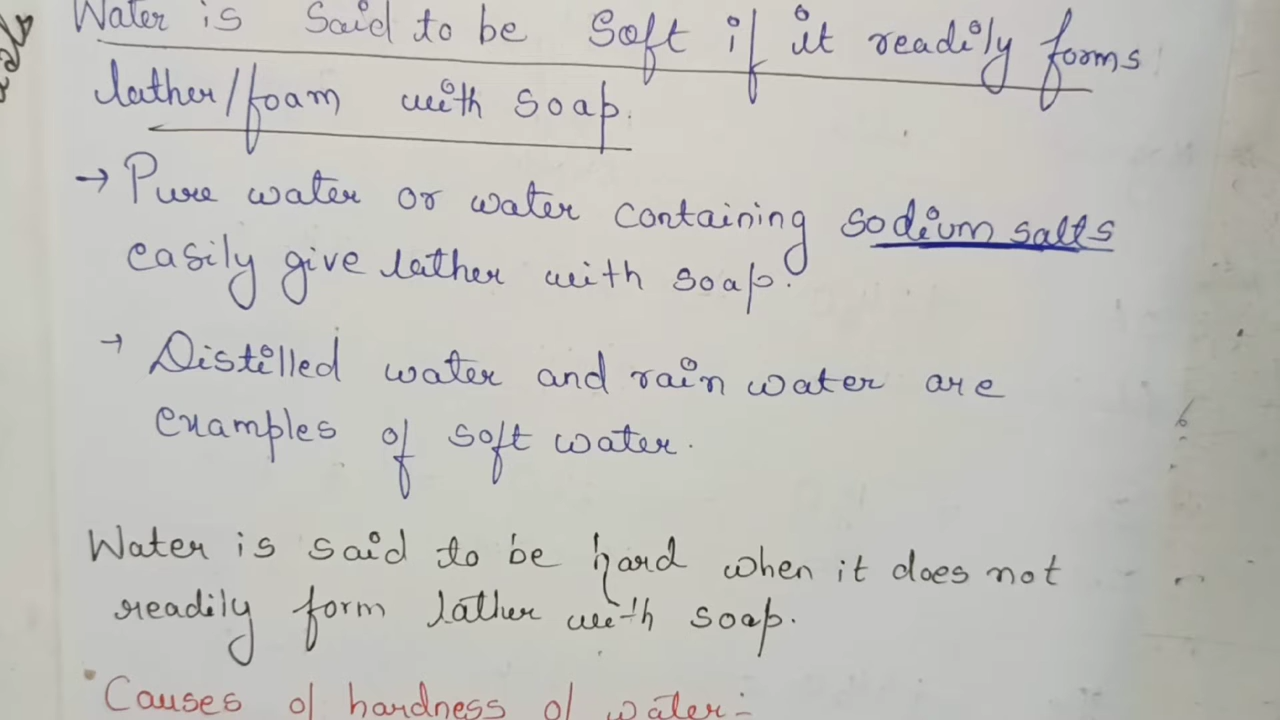 Water is Said to be Soft if it readily forms
lather/foam with soap.
→ Pure water or water containing sodium salts
easily give lather with soap.
→ Distilled water and rain water are
examples of soft water.
Water is said to be hard when it does not
readily form lather with soap.
Causes of hardness of water:-